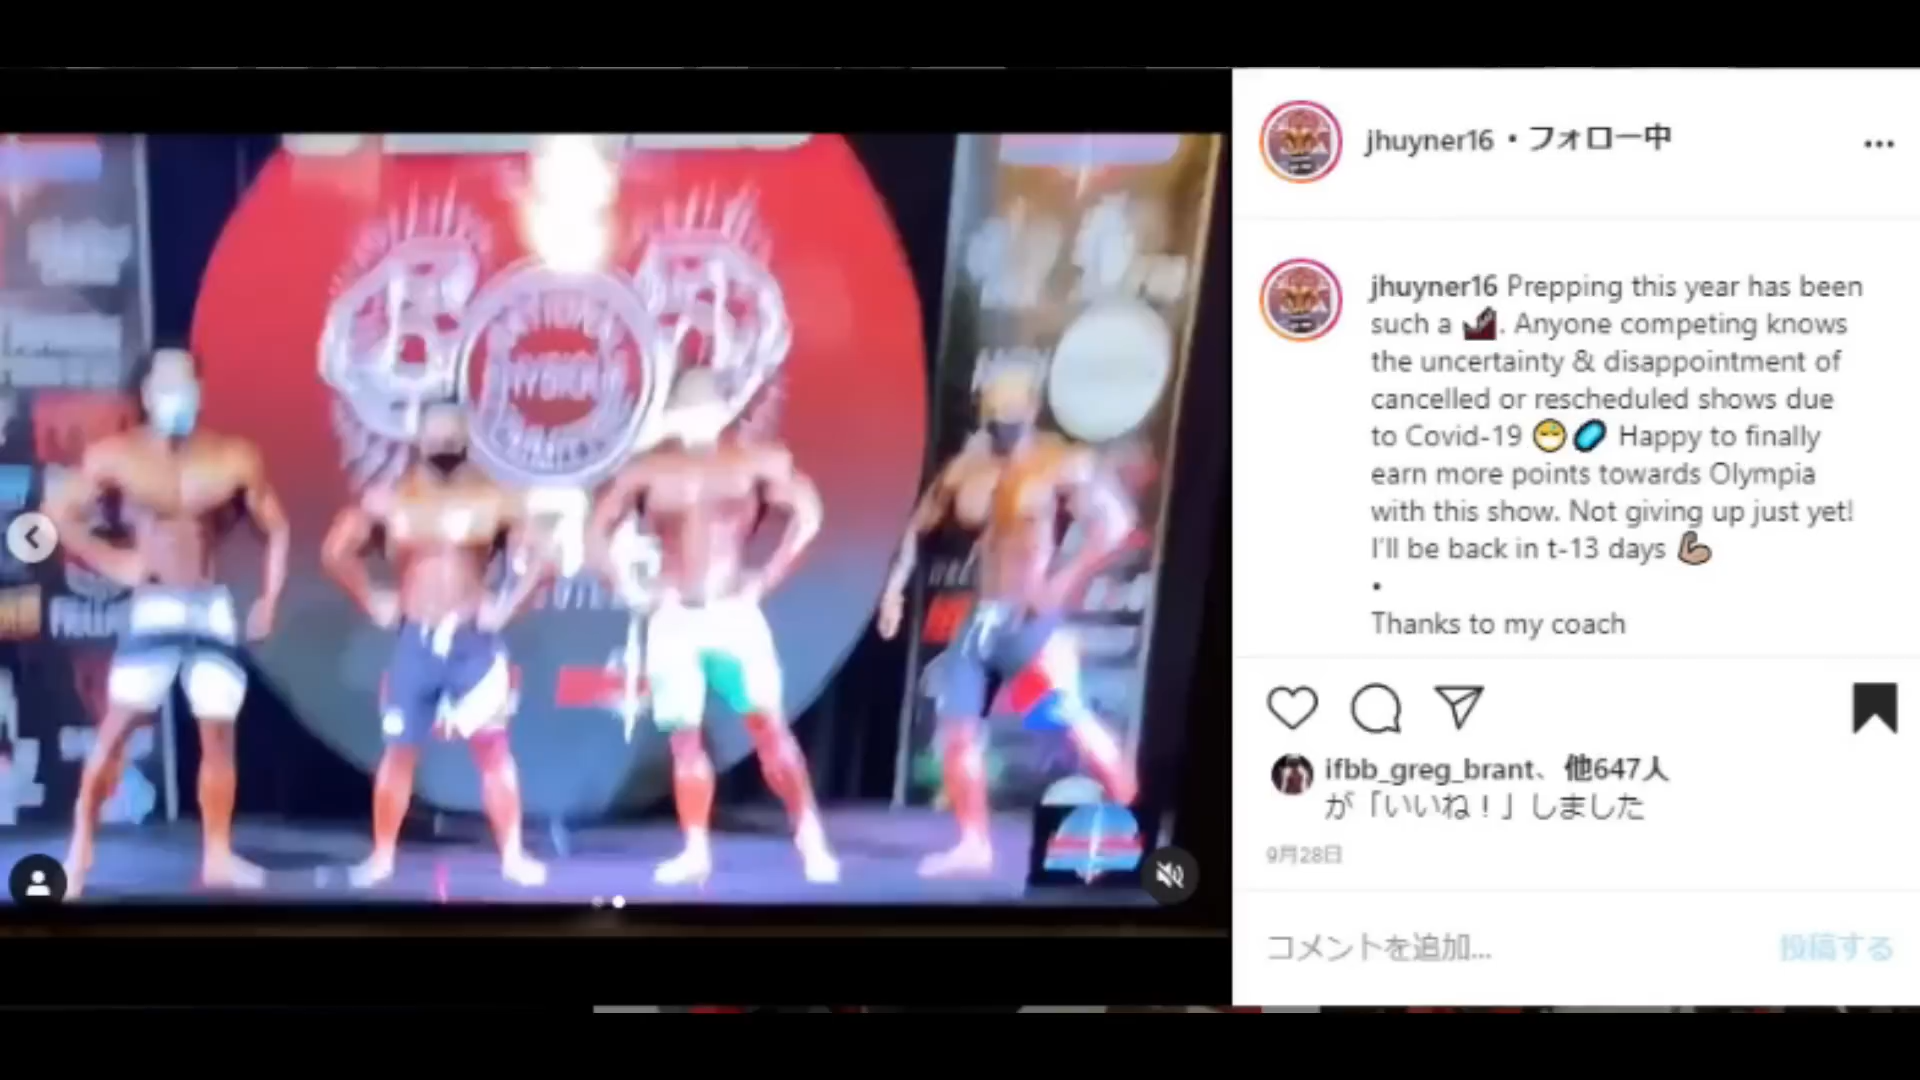 jhuyner16 • フォロー中
jhuyner16 Prepping this year has been
such a 🎢. Anyone competing knows
the uncertainty & disappointment of
cancelled or rescheduled shows due
to Covid-19 😷🦠 Happy to finally
earn more points towards Olympia
with this show. Not giving up just yet!
I'll be back in t-13 days 💪🏼
•
Thanks to my coach
ifbb_greg_brant、他647人
が「いいね！」しました
9月28日
コメントを追加...
投稿する